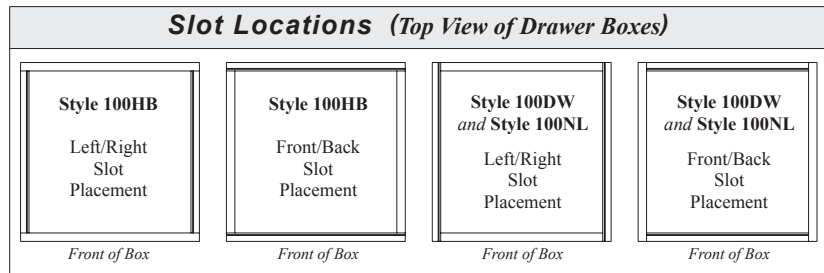 Slot Locations (Top View of Drawer Boxes)
Style 100HB
Left/Right
Slot
Placement
Front of Box
Style 100HB
Front/Back
Slot
Placement
Front of Box
Style 100DW
and Style 100NL
Left/Right
Slot
Placement
Front of Box
Style 100DW
and Style 100NL
Front/Back
Slot
Placement
Front of Box